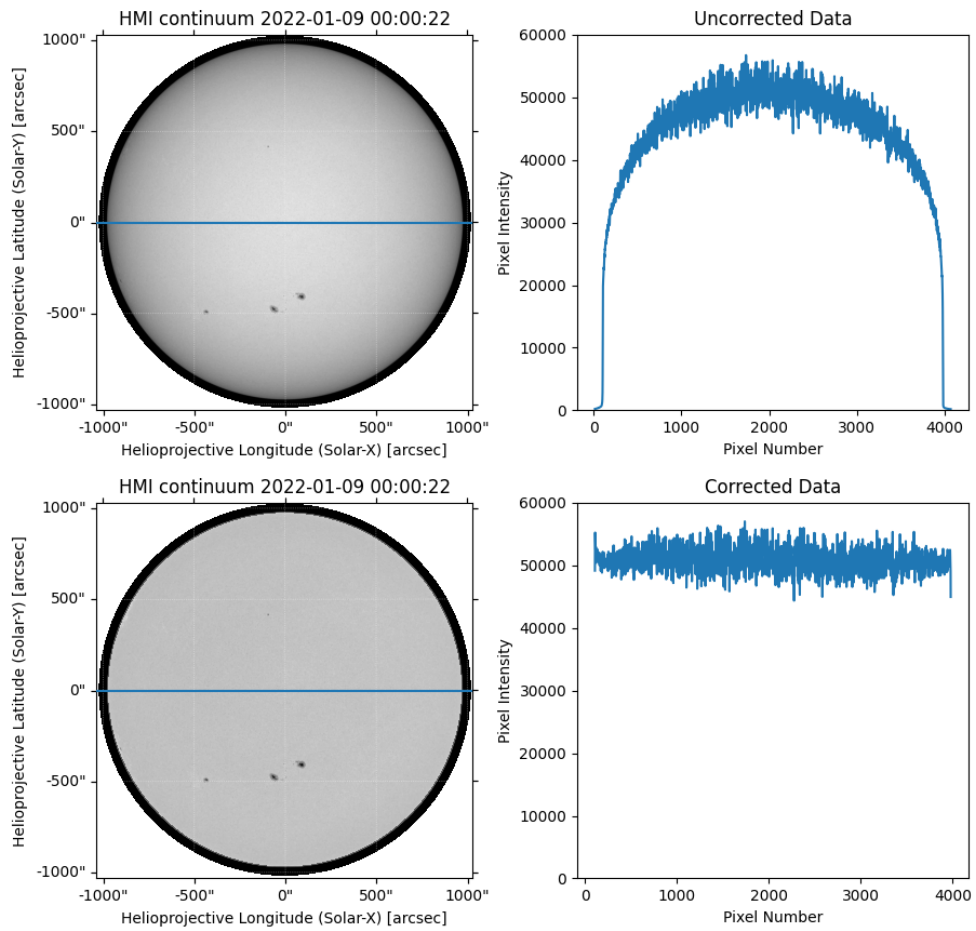 HMI continuum 2022-01-09 00:00:22
1000"
500"
0"
-500"
-1000"
Helioprojective Latitude (Solar-Y) [arcsec]
-1000" -500" 0" 500" 1000"
Helioprojective Longitude (Solar-X) [arcsec]
Uncorrected Data
60000
50000
40000
30000
20000
10000
0
Pixel Intensity
0 1000 2000 3000 4000
Pixel Number
HMI continuum 2022-01-09 00:00:22
1000"
500"
0"
-500"
-1000"
Helioprojective Latitude (Solar-Y) [arcsec]
-1000" -500" 0" 500" 1000"
Helioprojective Longitude (Solar-X) [arcsec]
Corrected Data
60000
50000
40000
30000
20000
10000
0
Pixel Intensity
0 1000 2000 3000 4000
Pixel Number